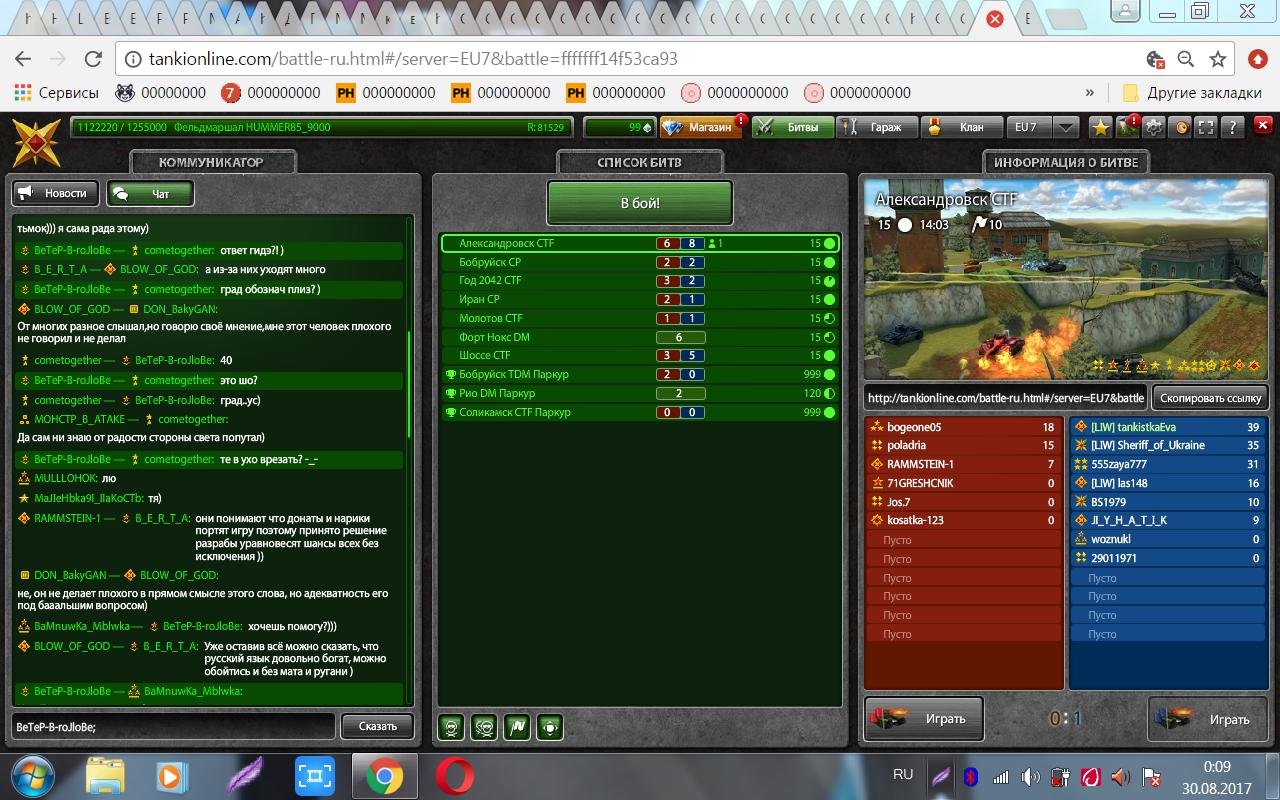 tankionline.com/battle-ru.html#/server=EU7&battle=fffffff14f53ca93
Сервисы
000000000
7 000000000
PH 000000000
PH 000000000
PH 000000000
0000000000
0000000000
»
Другие закладки
1122220 / 1255000 Фельдмаршал HUMMER85_9000
R: 81529
99
Магазин
Битвы
Гараж
Клан
EU 7
?
КОММУНИКАТОР
СПИСОК БИТВ
ИНФОРМАЦИЯ О БИТВЕ
Новости
Чат
тьмок))) я сама рада этому)
BeTeP-B-roJloBe — cometogether: ответ гидэ?! )
B_E_R_T_A — BLOW_OF_GOD: а из-за них уходят много
BeTeP-B-roJloBe — cometogether: град обознач плиз? )
BLOW_OF_GOD — DON_BakyGAN:
От многих разное слышал,но говорю своё мнение,мне этот человек плохого
не говорил и не делал
cometogether — BeTeP-B-roJloBe: 40
BeTeP-B-roJloBe — cometogether: это шо?
cometogether — BeTeP-B-roJloBe: град..ус)
MOHCTP_B_ATAKE — cometogether:
Да сам ни знаю от радости стороны света попутал)
BeTeP-B-roJloBe — cometogether: те в ухо врезать? -_-
MULLLOHOK: лю
MaJIeHbka9I_IIaKoCTb: тя)
RAMMSTEIN-1 — B_E_R_T_A: они понимают что донаты и нарики
портят игру поэтому принято решение
разрабы уравновесят шансы всех без
исключения ))
DON_BakyGAN — BLOW_OF_GOD:
не, он не делает плохого в прямом смысле этого слова, но адекватность его
под бааальшим вопросом)
BaMnuwKa_Mblwka — BeTeP-B-roJloBe: хочешь помогу?)))
BLOW_OF_GOD — B_E_R_T_A: Уже оставив всё можно сказать, что
русский язык довольно богат, можно
обойтись и без мата и ругани )
BeTeP-B-roJloBe — BaMnuwKa_Mblwka:
BeTeP-B-roJloBe;
Сказать
В бой!
Александровск CTF 6 8 1 15
Бобруйск CP 2 2 15
Год 2042 CTF 3 2 15
Иран CP 2 1 15
Молотов CTF 1 1 15
Форт Нокс DM 6 15
Шоссе CTF 3 5 15
Бобруйск TDM Паркур 2 0 999
Рио DM Паркур 2 120
Соликамск CTF Паркур 0 0 999
Александровск CTF
15 14:03 10
http://tankionline.com/battle-ru.html#/server=EU7&battle
Скопировать ссылку
bogeone05 18
poladria 15
RAMMSTEIN-1 7
71GRESHCNIK 0
Jos.7 0
kosatka-123 0
Пусто
Пусто
Пусто
Пусто
Пусто
Пусто
[LIW] tankistkaEva 39
[LIW] Sheriff_of_Ukraine 35
555zaya777 31
[LIW] las148 16
BS1979 10
JI_Y_H_A_T_I_K 9
woznukl 0
29011971 0
Пусто
Пусто
Пусто
Пусто
Играть
0 : 1
Играть
RU
0:09
30.08.2017